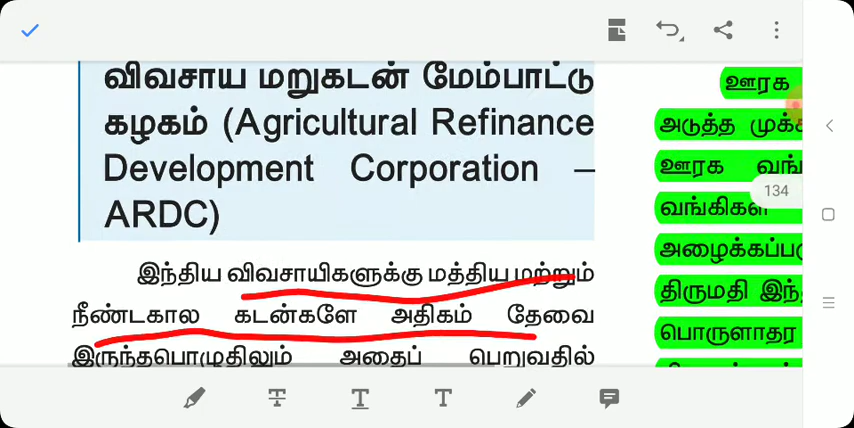 விவசாய மறுகடன் மேம்பாட்டு
கழகம் (Agricultural Refinance
Development Corporation –
ARDC)
இந்திய விவசாயிகளுக்கு மத்திய மற்றும்
நீண்டகால கடன்களே அதிகம் தேவை
இருந்தபொழுதிலும் அதைப் பெறுவதில்
ஊரக
அடுத்த
ஊரக
வங்கிகள்
திருமதி
பொருளாதர
134